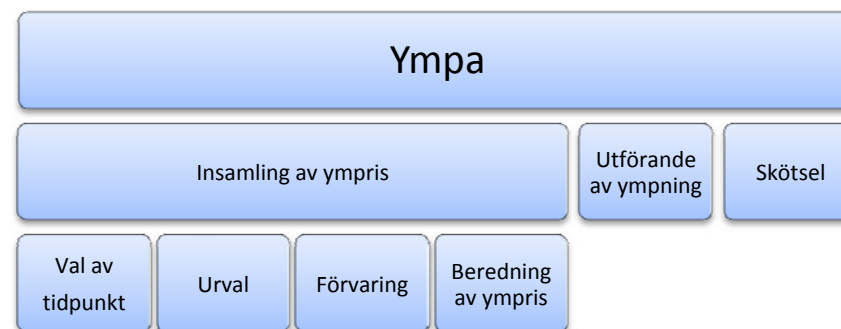 Ympa
Insamling av ympris
Utförande
av ympning
Skötsel
Val av
tidpunkt
Urval
Förvaring
Beredning
av ympris